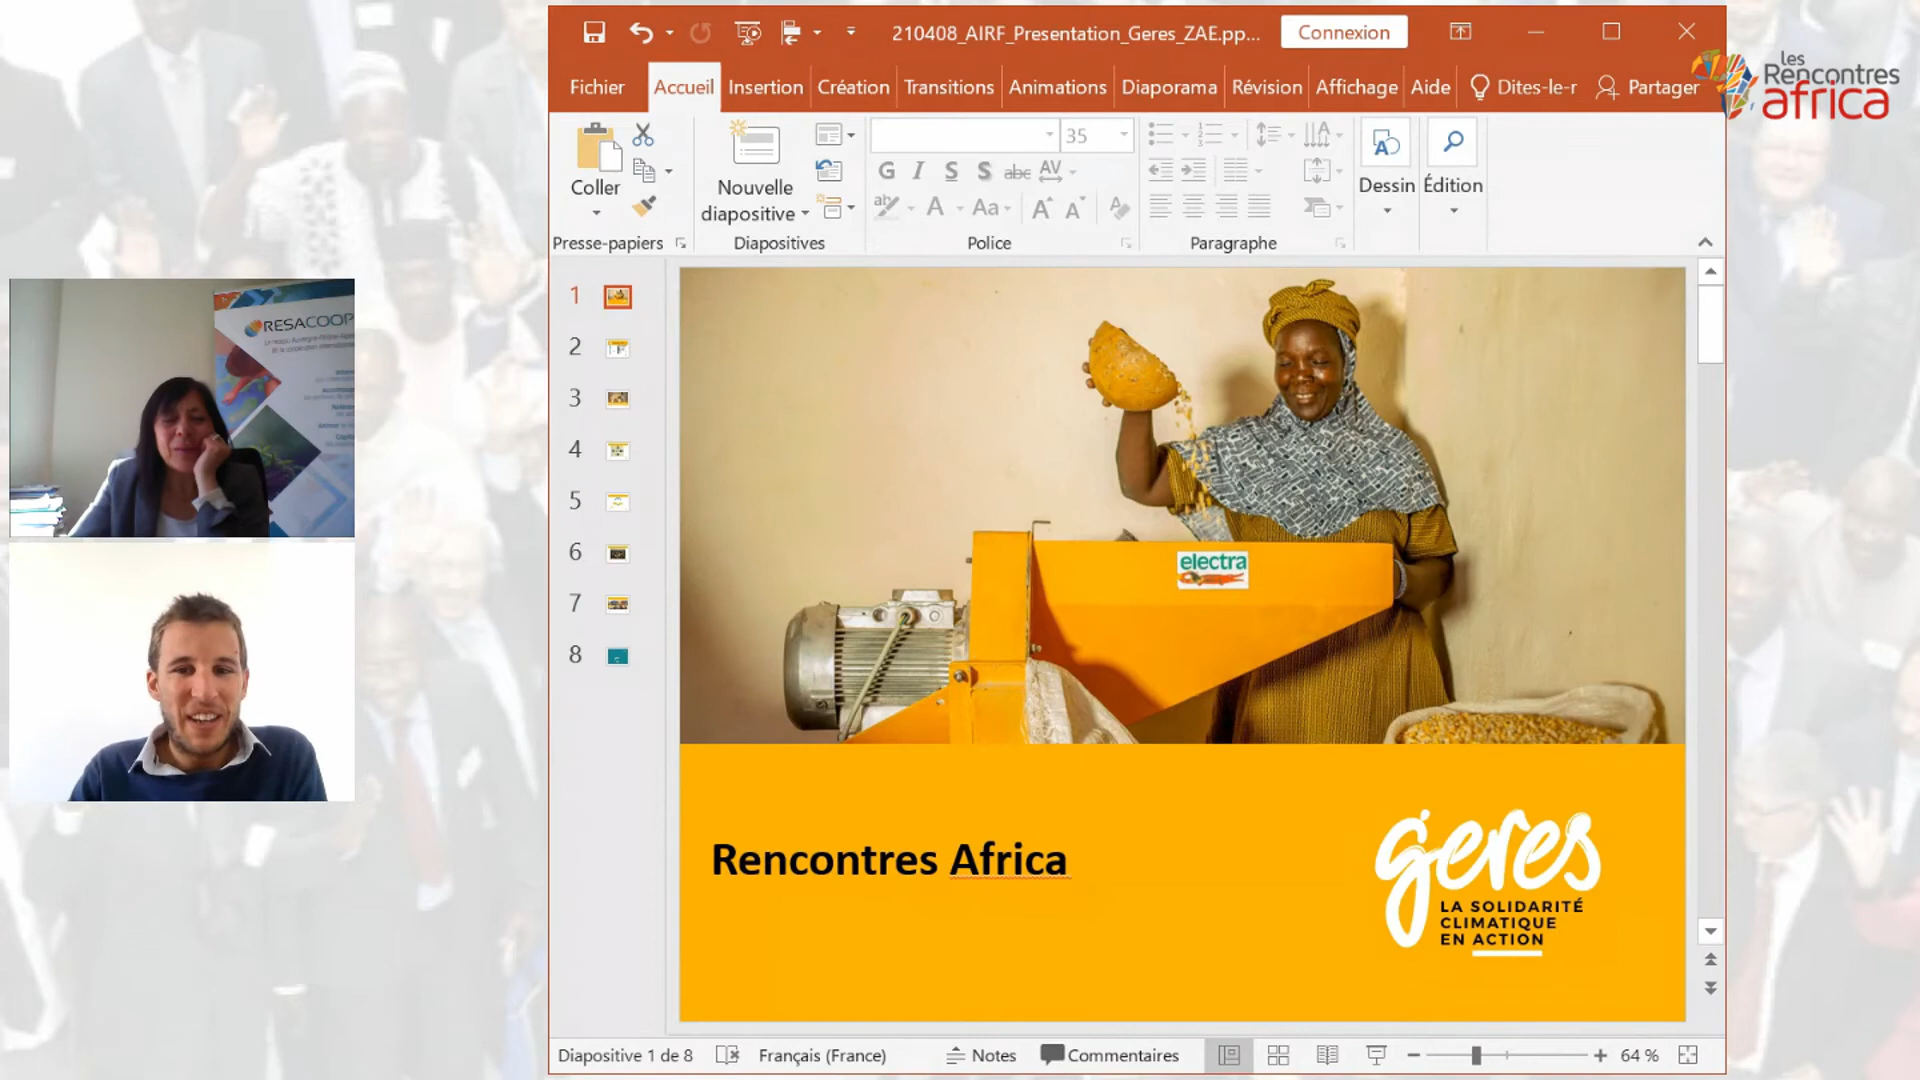 210408_AIRF_Presentation_Geres_ZAE.pp...
Connexion
les
Rencontres
africa
Fichier
Accueil
Insertion
Création
Transitions
Animations
Diaporama
Révision
Affichage
Aide
Dites-le-r
Partager
Coller
Nouvelle
diapositive
35
G I S S abc AV
A Aa A A
Dessin
Édition
Presse-papiers
Diapositives
Police
Paragraphe
1
2
3
4
5
6
7
8
RESACOOP
electra
Rencontres Africa
geres
LA SOLIDARITÉ
CLIMATIQUE
EN ACTION
Diapositive 1 de 8
Français (France)
Notes
Commentaires
64 %